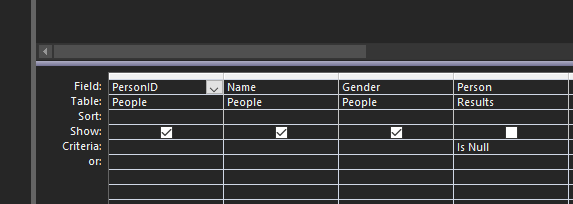 Field: PersonID Name Gender Person
Table: People People People Results
Sort:
Show:
Criteria: Is Null
or: